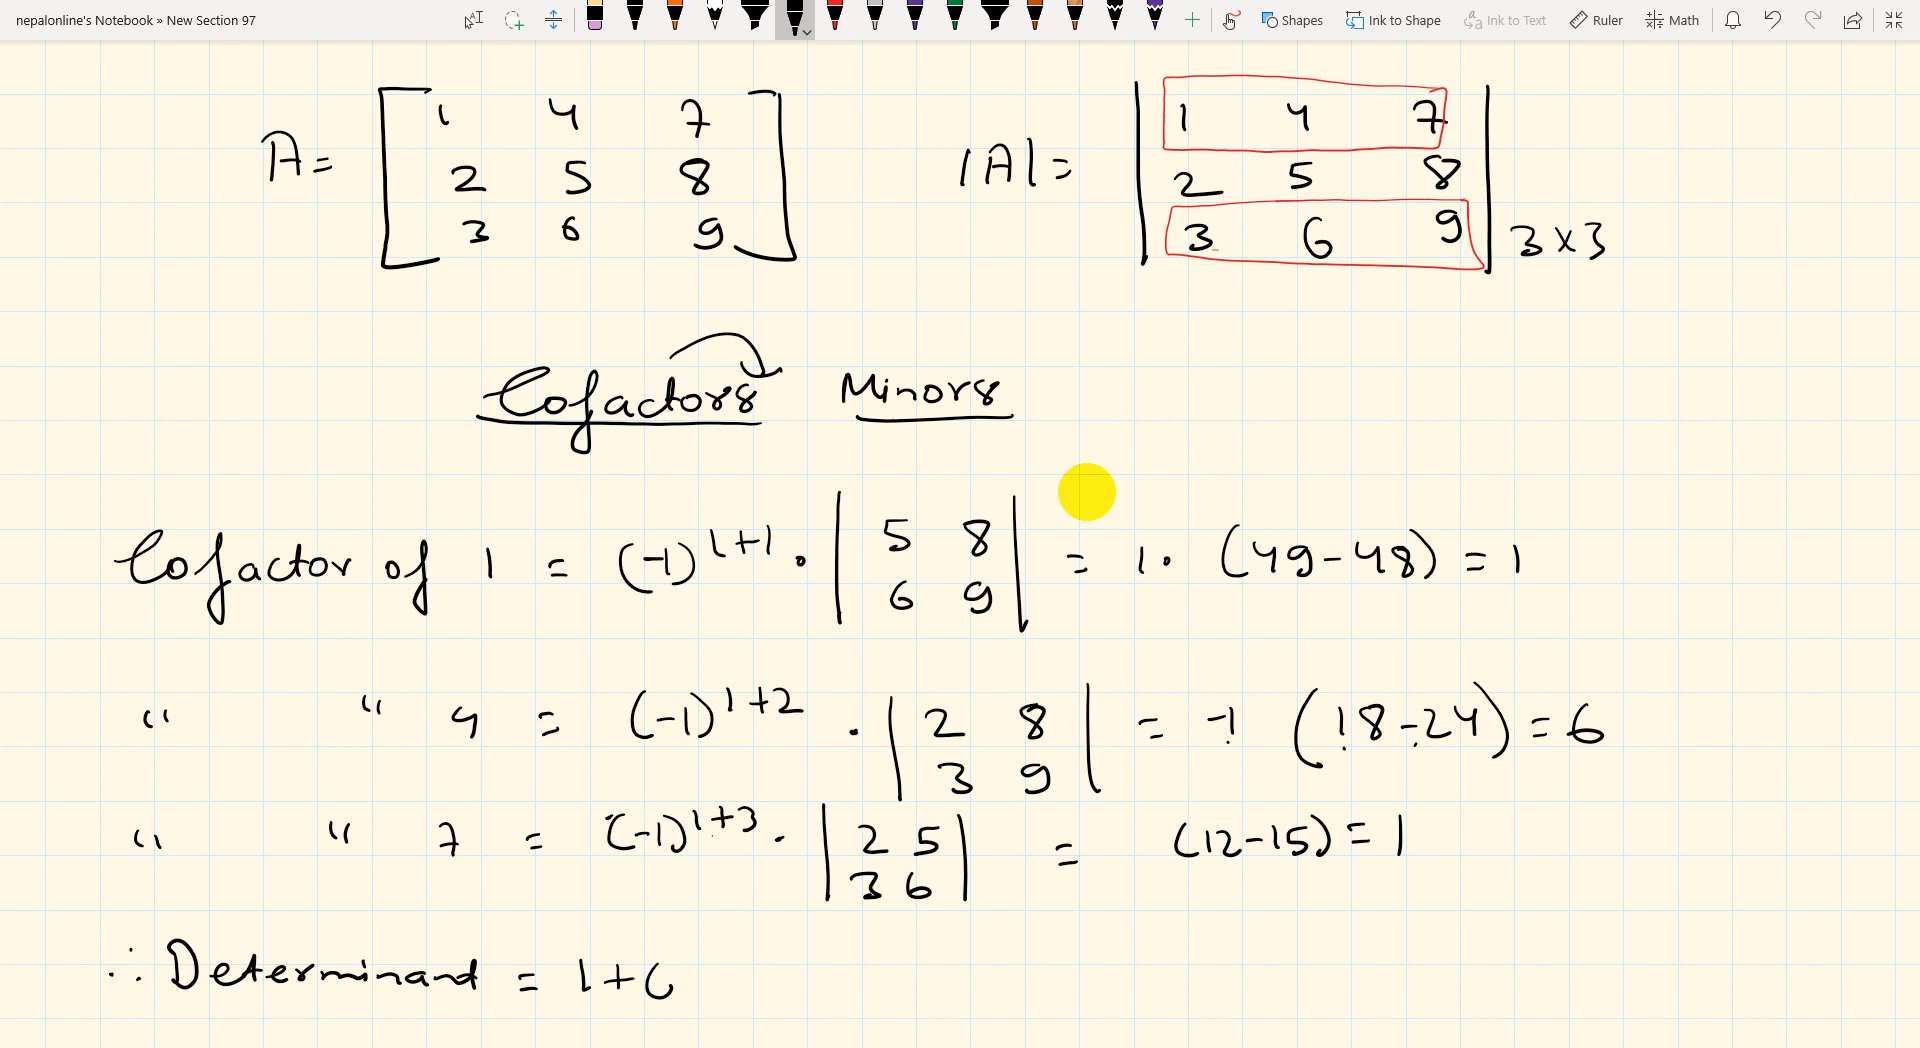 nepalonline's Notebook » New Section 97
Shapes Ink to Shape Ink to Text Ruler Math
A = [ 1 4 7
2 5 8
3 6 9 ]
|A| = | 1 4 7
2 5 8
3 6 9 | 3 × 3
Cofactors Minors
Cofactor of 1 = (-1)^1+1 · | 5 8
6 9 | = 1 · (49 - 48) = 1
" " 4 = (-1)^1+2 · | 2 8
3 9 | = -1 (18 - 24) = 6
" " 7 = (-1)^1+3 · | 2 5
3 6 | = (12 - 15) = 1
∴ Determinand = 1 + 6